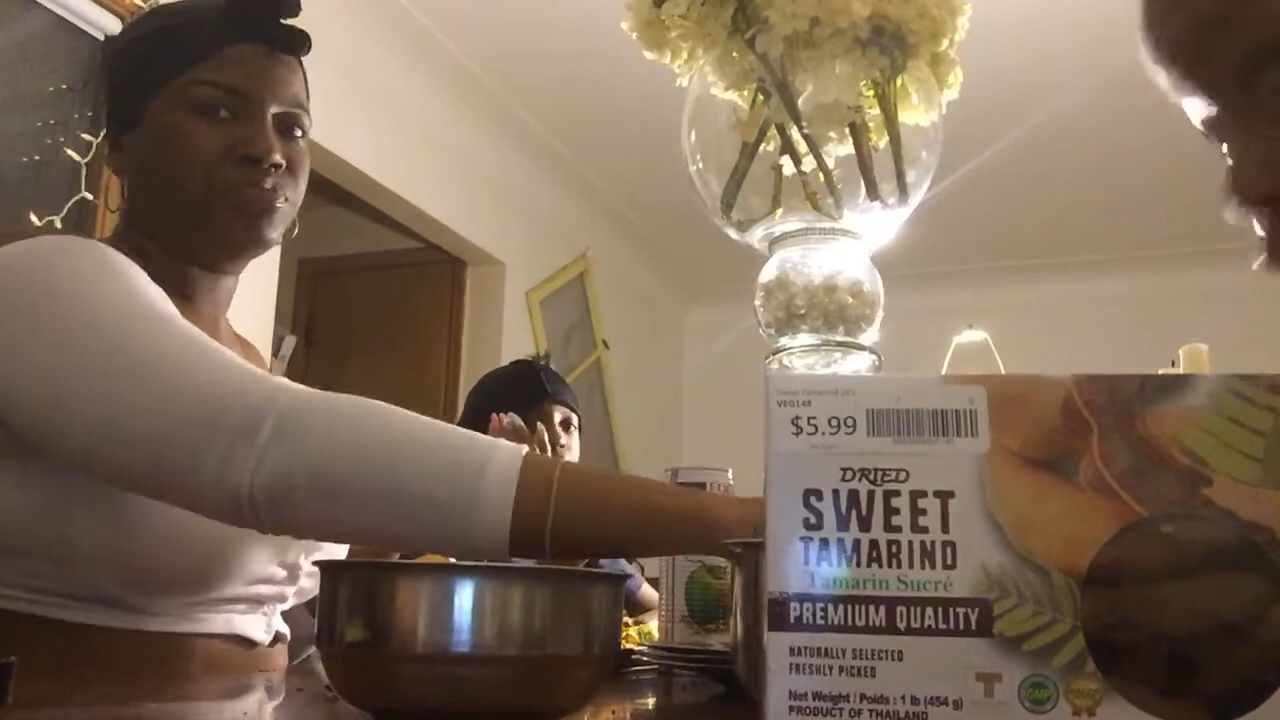 VEG148
$5.99
DRIED
SWEET
TAMARIND
Tamarin Sucré
PREMIUM QUALITY
NATURALLY SELECTED
FRESHLY PICKED
Net Weight / Poids : 1 lb (454 g)
PRODUCT OF THAILAND
GMP